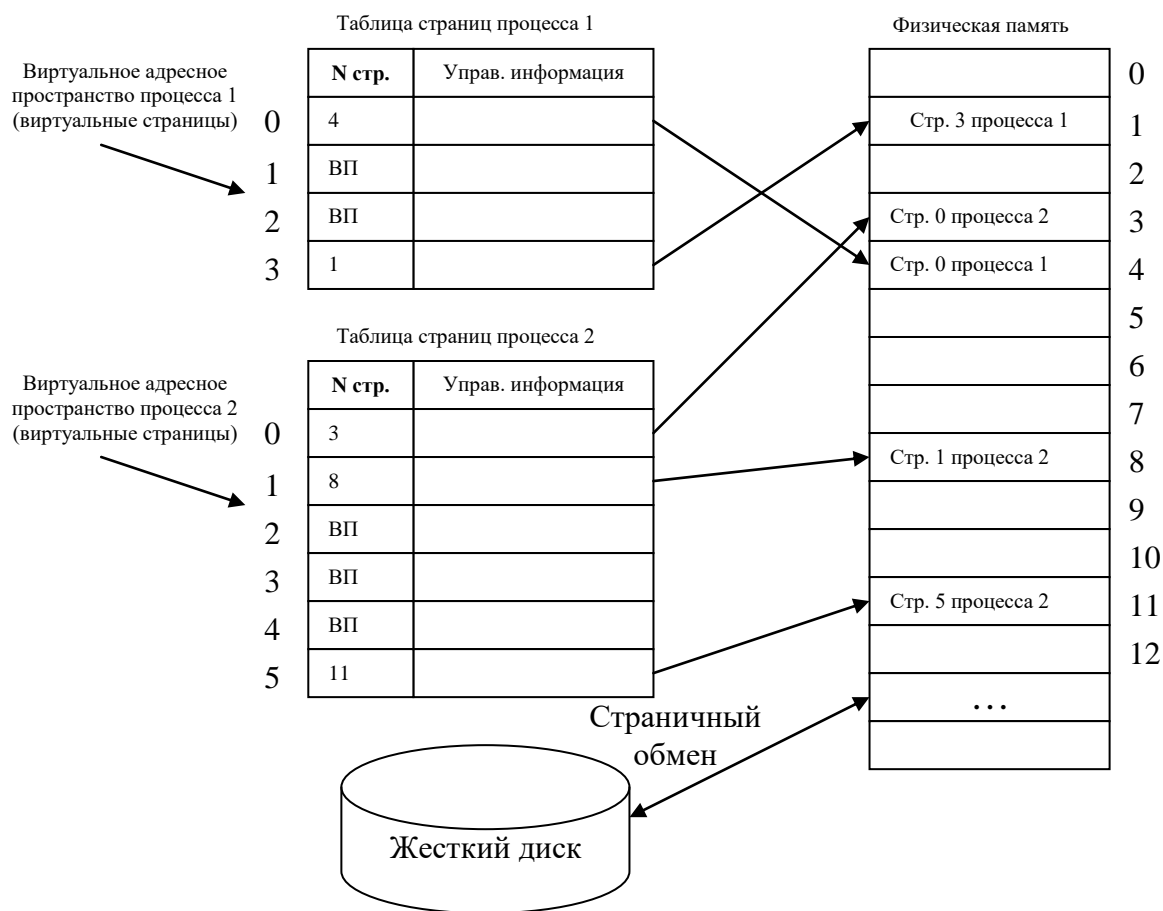 Таблица страниц процесса 1
Физическая память
Виртуальное адресное
пространство процесса 1
(виртуальные страницы)
N стр.
Управ. информация
0
4
1
ВП
2
ВП
3
1
0
Стр. 3 процесса 1
1
2
Стр. 0 процесса 2
3
Стр. 0 процесса 1
4
5
6
7
Стр. 1 процесса 2
8
9
10
Стр. 5 процесса 2
11
12
...
Таблица страниц процесса 2
Виртуальное адресное
пространство процесса 2
(виртуальные страницы)
N стр.
Управ. информация
0
3
1
8
2
ВП
3
ВП
4
ВП
5
11
Страничный
обмен
Жесткий диск